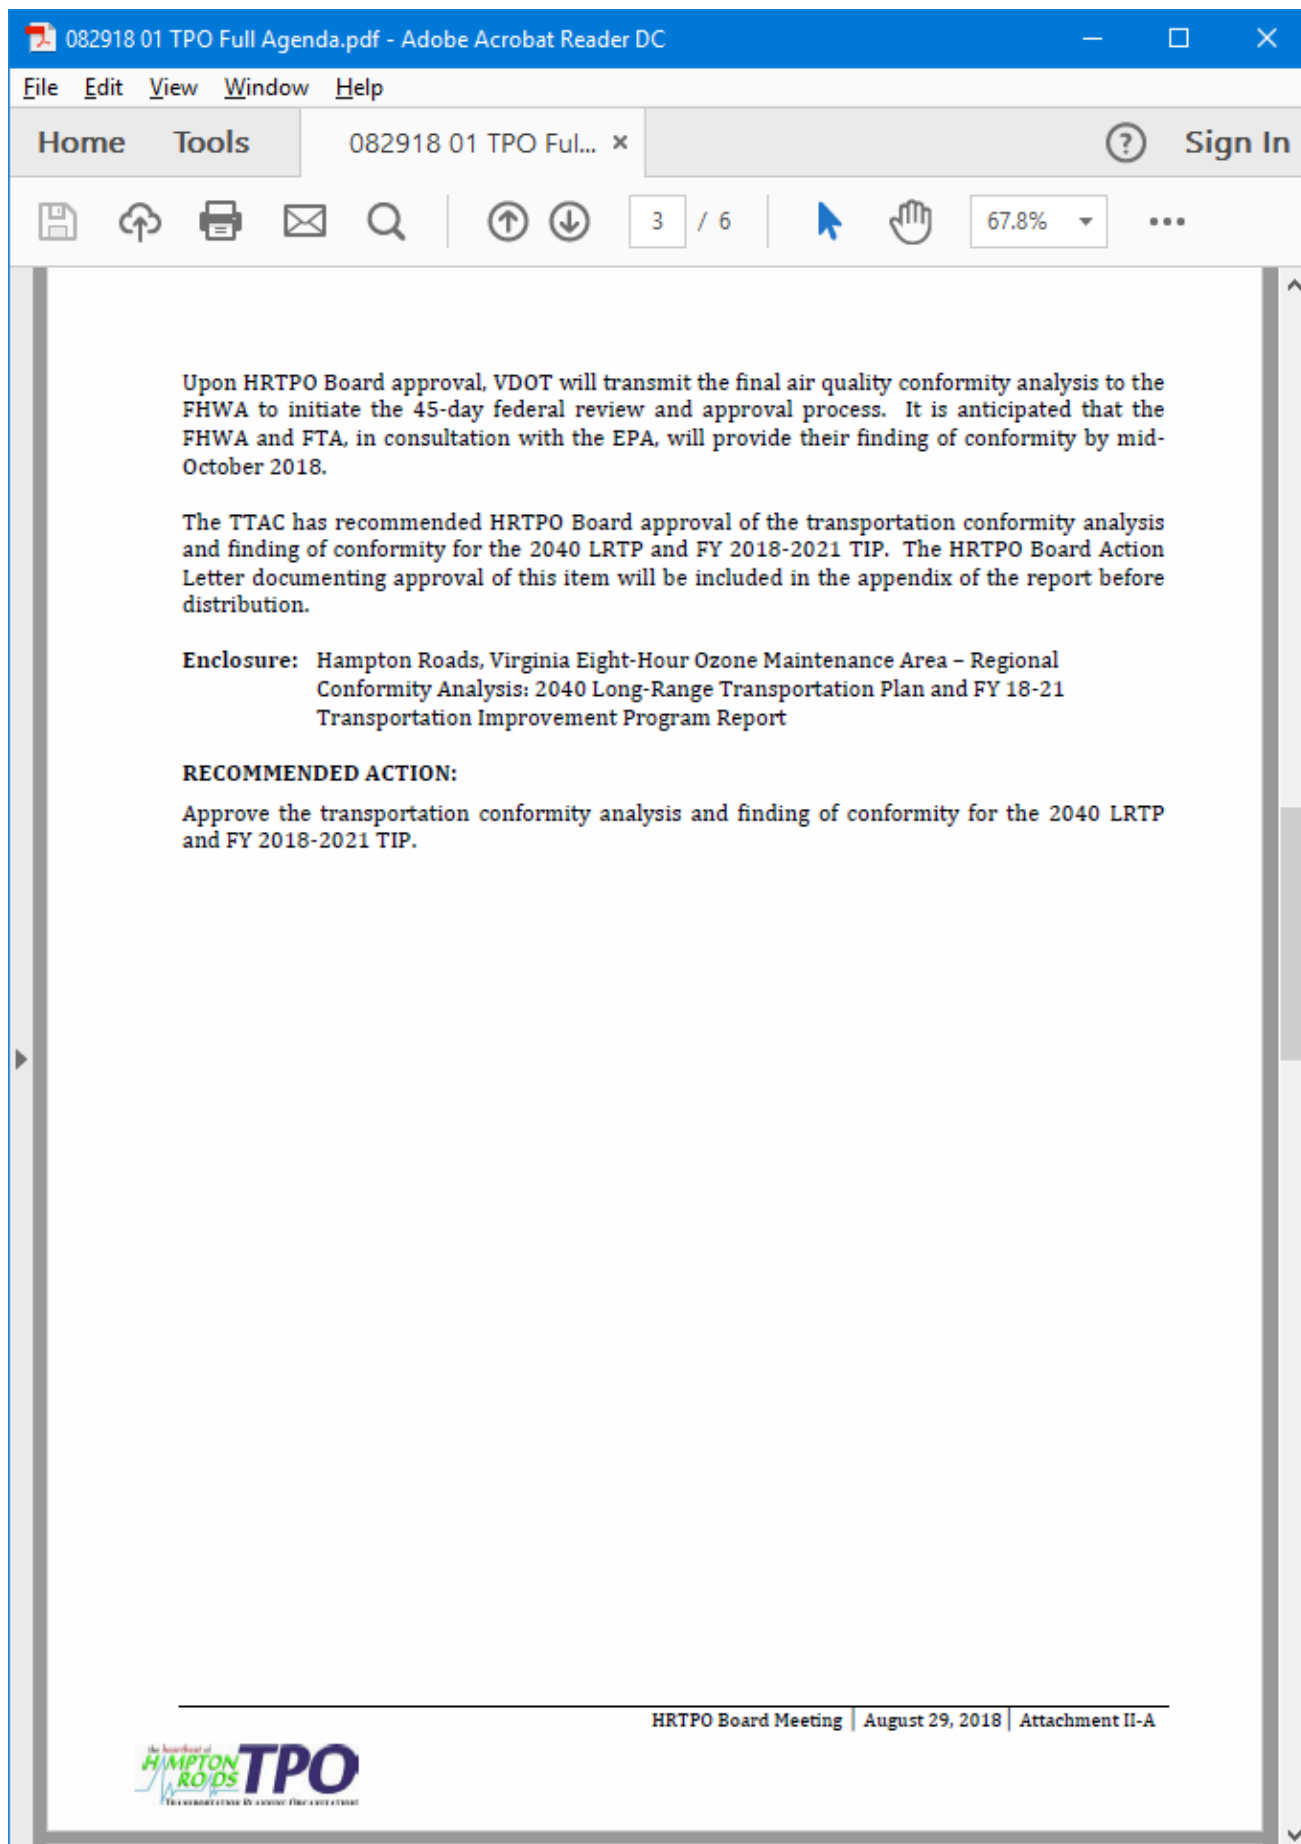 082918 01 TPO Full Agenda.pdf - Adobe Acrobat Reader DC
File Edit View Window Help
Home Tools 082918 01 TPO Ful... × ? Sign In
3 / 6 67.8%
Upon HRTPO Board approval, VDOT will transmit the final air quality conformity analysis to the
FHWA to initiate the 45-day federal review and approval process. It is anticipated that the
FHWA and FTA, in consultation with the EPA, will provide their finding of conformity by mid-
October 2018.
The TTAC has recommended HRTPO Board approval of the transportation conformity analysis
and finding of conformity for the 2040 LRTP and FY 2018-2021 TIP. The HRTPO Board Action
Letter documenting approval of this item will be included in the appendix of the report before
distribution.
Enclosure: Hampton Roads, Virginia Eight-Hour Ozone Maintenance Area – Regional
Conformity Analysis: 2040 Long-Range Transportation Plan and FY 18-21
Transportation Improvement Program Report
RECOMMENDED ACTION:
Approve the transportation conformity analysis and finding of conformity for the 2040 LRTP
and FY 2018-2021 TIP.
HRTPO Board Meeting | August 29, 2018 | Attachment II-A
the heartbeat of
HAMPTON
ROADS TPO
TRANSPORTATION PLANNING ORGANIZATION